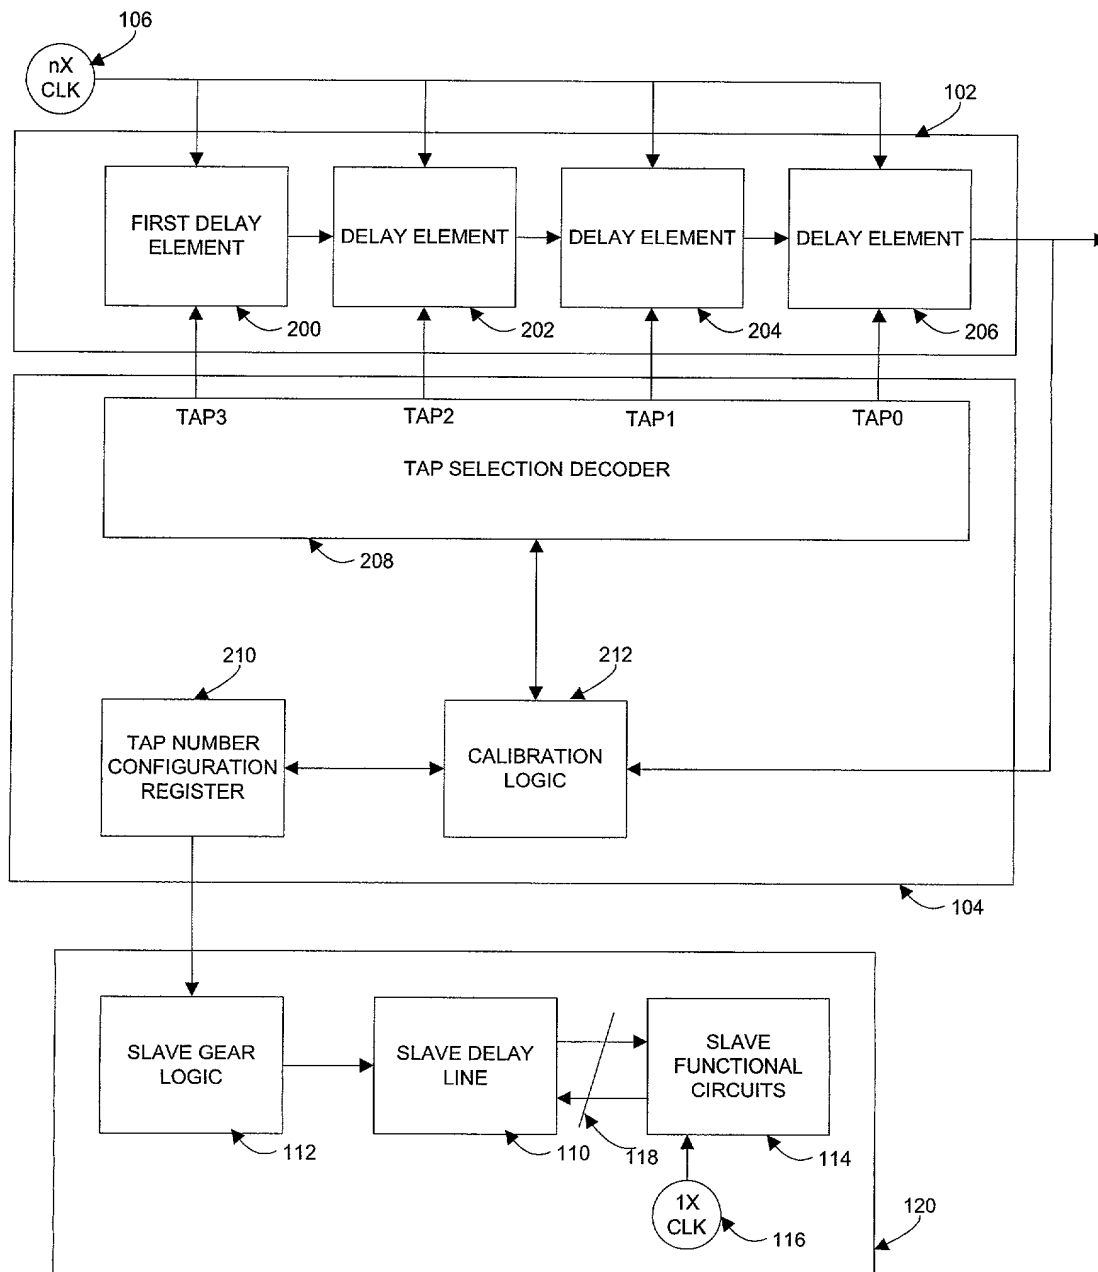 106
nX
CLK
102
FIRST DELAY
ELEMENT
DELAY ELEMENT
DELAY ELEMENT
DELAY ELEMENT
200
202
204
206
TAP3
TAP2
TAP1
TAP0
TAP SELECTION DECODER
208
210
212
TAP NUMBER
CONFIGURATION
REGISTER
CALIBRATION
LOGIC
104
SLAVE GEAR
LOGIC
SLAVE DELAY
LINE
SLAVE
FUNCTIONAL
CIRCUITS
112
110
118
114
1X
CLK
116
120